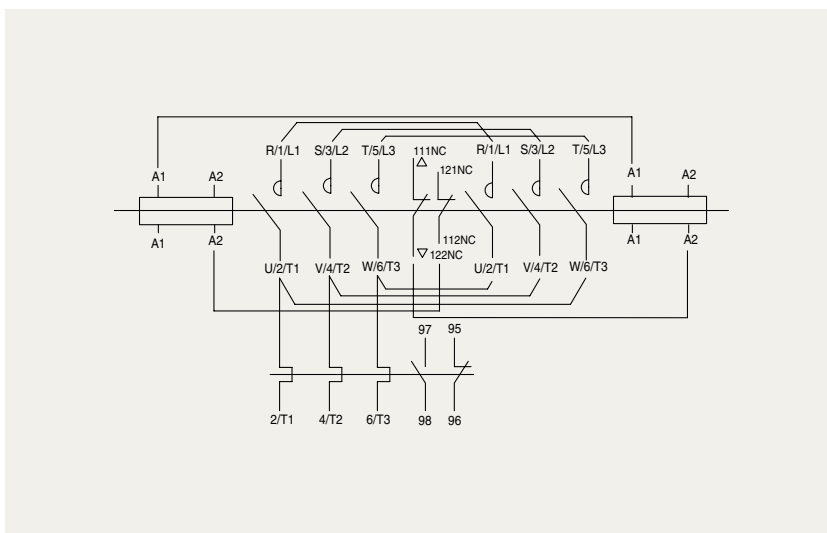 R/1/L1 S/3/L2 T/5/L3 111NC R/1/L1 S/3/L2 T/5/L3
121NC
A1 A2 A1 A2
A1 A2 A1 A2
112NC
122NC
U/2/T1 V/4/T2 W/6/T3 U/2/T1 V/4/T2 W/6/T3
97 95
2/T1 4/T2 6/T3 98 96